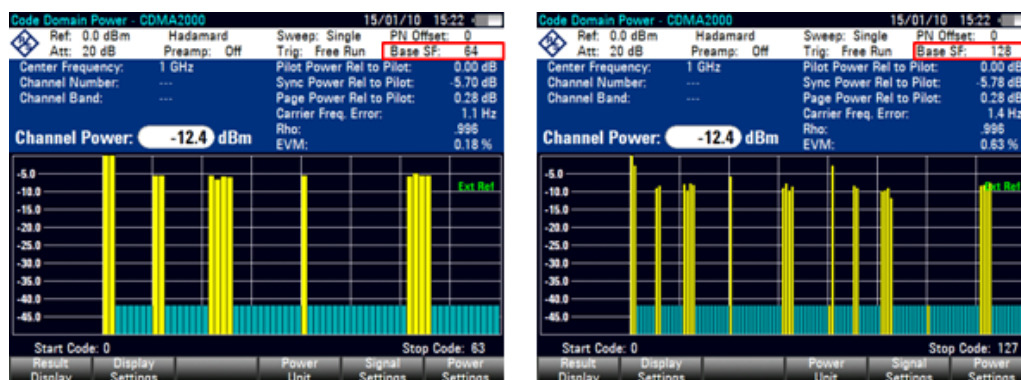 Code Domain Power - CDMA2000 15/01/10 15:22
Ref: 0.0 dBm Hadamard Sweep: Single PN Offset: 0
Att: 20 dB Preamp: Off Trig: Free Run Base SF: 64
Center Frequency: 1 GHz Pilot Power Rel to Pilot: 0.00 dB
Channel Number: --- Sync Power Rel to Pilot: -5.70 dB
Channel Band: --- Page Power Rel to Pilot: 0.28 dB
Carrier Freq. Error: 1.1 Hz
Channel Power: -12.4 dBm Rho: .996
EVM: 0.18 %
-5.0
Ext Ref
-10.0
-15.0
-20.0
-25.0
-30.0
-35.0
-40.0
-45.0
Start Code: 0 Stop Code: 63
Result Display Power Signal Power
Display Settings Unit Settings Settings
Code Domain Power - CDMA2000 15/01/10 15:22
Ref: 0.0 dBm Hadamard Sweep: Single PN Offset: 0
Att: 20 dB Preamp: Off Trig: Free Run Base SF: 128
Center Frequency: 1 GHz Pilot Power Rel to Pilot: 0.00 dB
Channel Number: --- Sync Power Rel to Pilot: -5.78 dB
Channel Band: --- Page Power Rel to Pilot: 0.28 dB
Carrier Freq. Error: 1.4 Hz
Channel Power: -12.4 dBm Rho: .996
EVM: 0.63 %
-5.0
Ext Ref
-10.0
-15.0
-20.0
-25.0
-30.0
-35.0
-40.0
-45.0
Start Code: 0 Stop Code: 127
Result Display Power Signal Power
Display Settings Unit Settings Settings